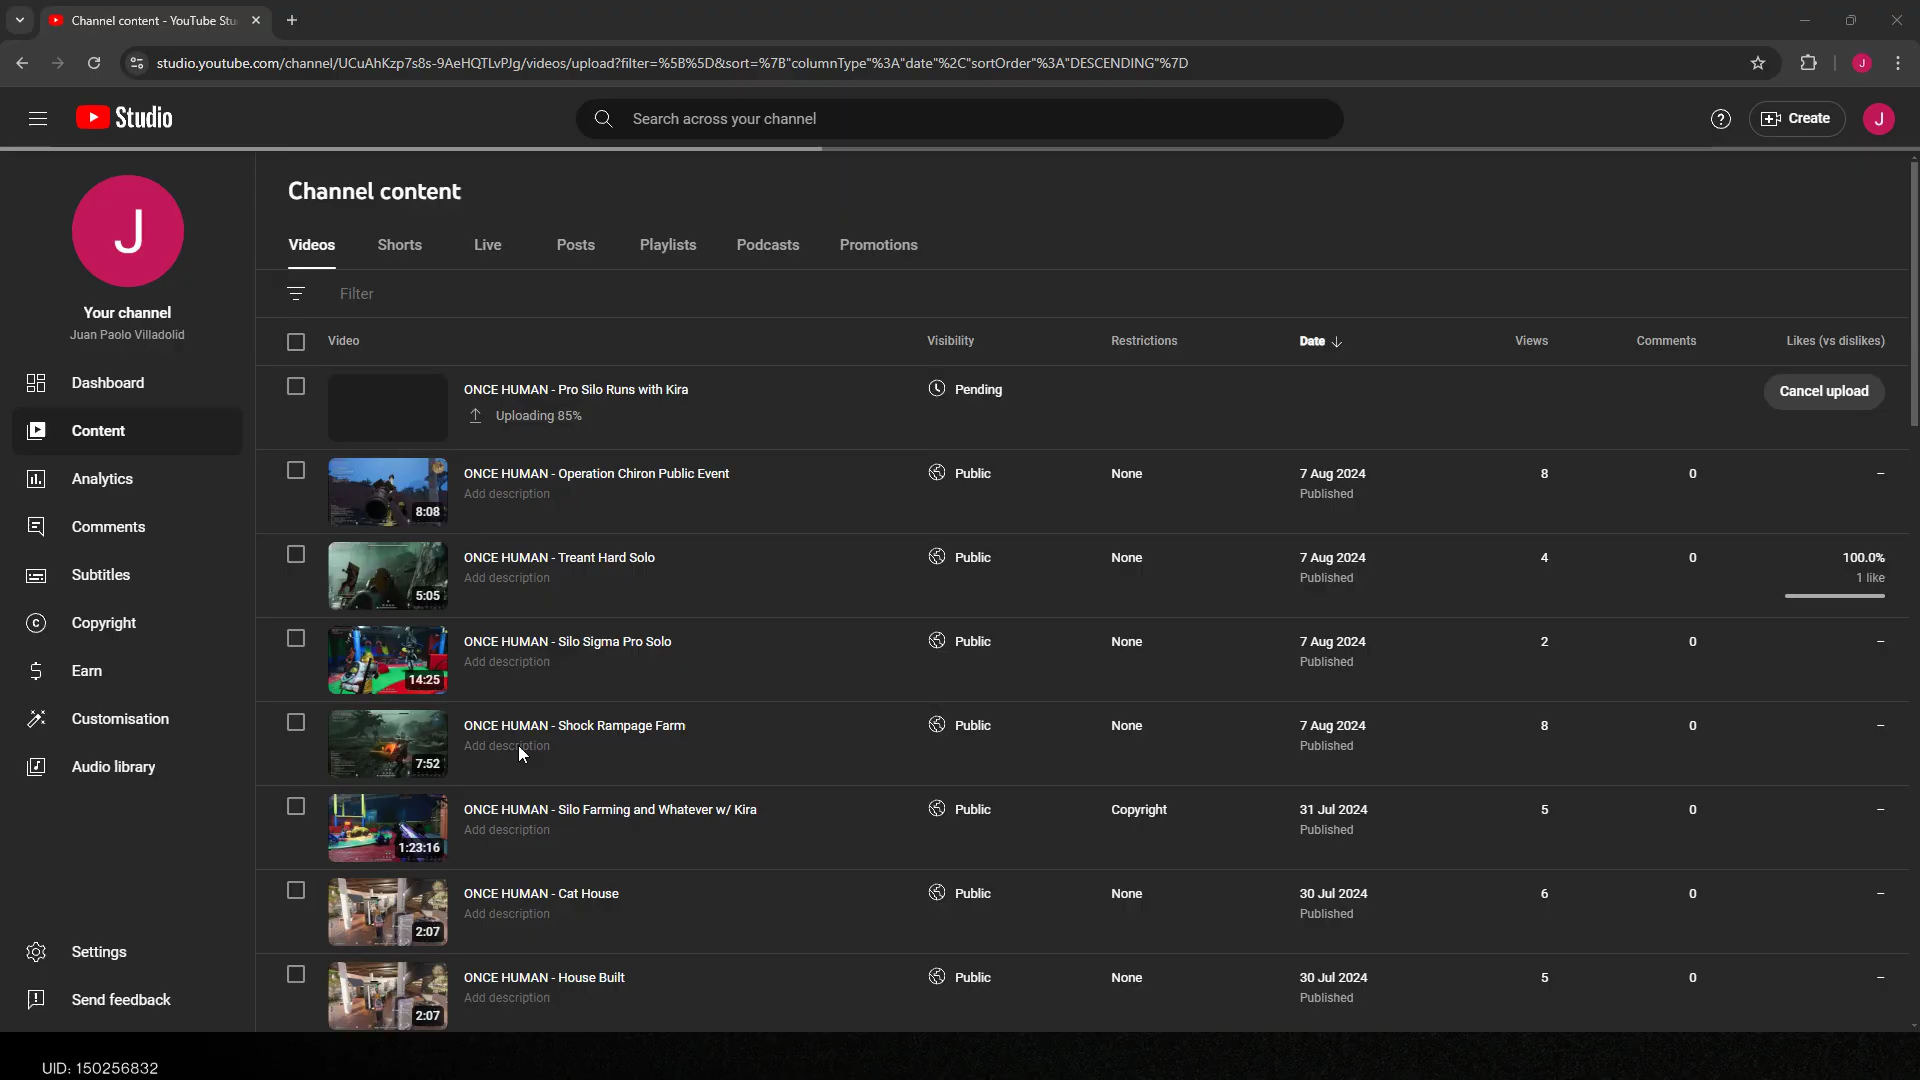 Channel content - YouTube Stu
studio.youtube.com/channel/UCuAhKzp7s8s-9AeHQTLvPJg/videos/upload?filter=%5B%5D&sort=%7B"columnType"%3A"date"%2C"sortOrder"%3A"DESCENDING"%7D
J
Studio
Search across your channel
?
Create
J
J
Your channel
Juan Paolo Villadolid
Dashboard
Content
Analytics
Comments
Subtitles
Copyright
Earn
Customisation
Audio library
Settings
Send feedback
Channel content
Videos Shorts Live Posts Playlists Podcasts Promotions
Filter
Video Visibility Restrictions Date Views Comments Likes (vs dislikes)
ONCE HUMAN - Pro Silo Runs with Kira Pending Cancel upload
Uploading 85%
ONCE HUMAN - Operation Chiron Public Event Public None 7 Aug 2024 8 0 –
Add description Published
8:08
ONCE HUMAN - Treant Hard Solo Public None 7 Aug 2024 4 0 100.0%
Add description Published 1 like
5:05
ONCE HUMAN - Silo Sigma Pro Solo Public None 7 Aug 2024 2 0 –
Add description Published
14:25
ONCE HUMAN - Shock Rampage Farm Public None 7 Aug 2024 8 0 –
Add description Published
7:52
ONCE HUMAN - Silo Farming and Whatever w/ Kira Public Copyright 31 Jul 2024 5 0 –
Add description Published
1:23:16
ONCE HUMAN - Cat House Public None 30 Jul 2024 6 0 –
Add description Published
2:07
ONCE HUMAN - House Built Public None 30 Jul 2024 5 0 –
Add description Published
2:07
UID: 150256832